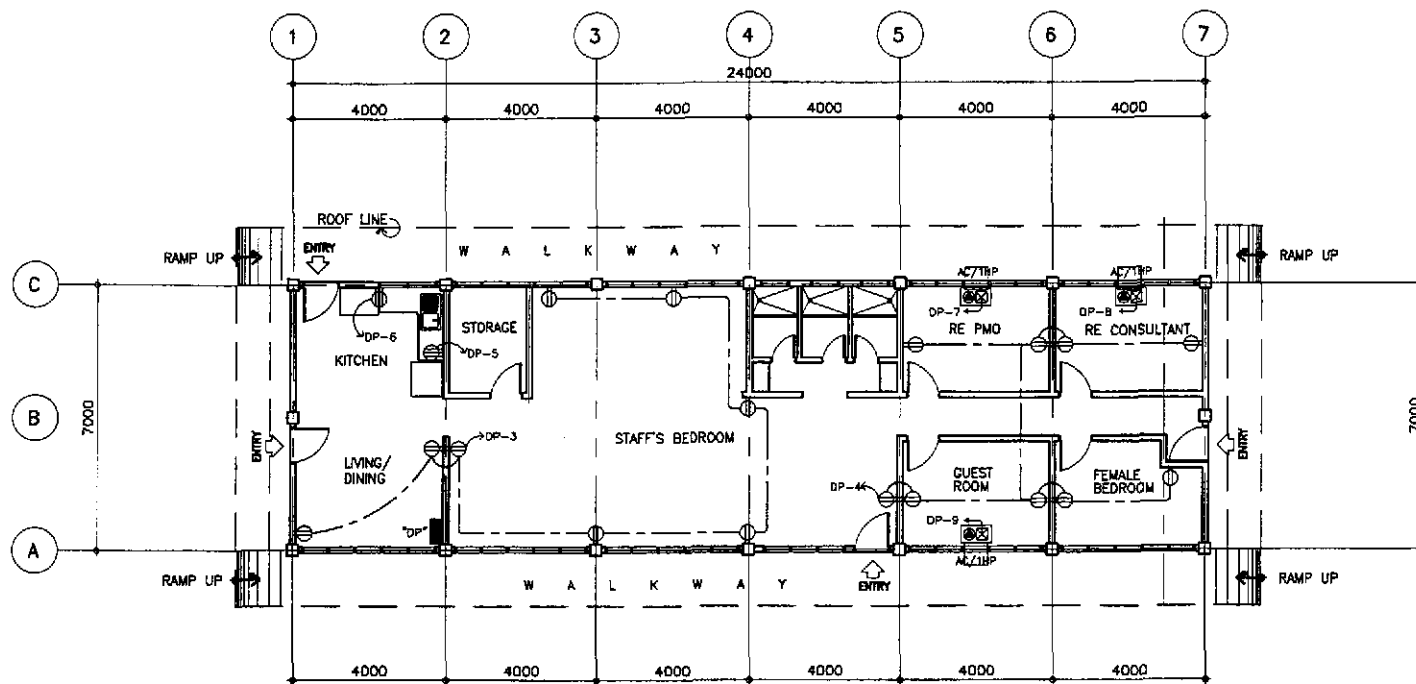 1 2 3 4 5 6 7
24000
4000 4000 4000 4000 4000 4000
ROOF LINE
WALKWAY
RAMP UP
ENTRY
RAMP UP
C
AC/1HP
AC/1HP
DP-7
DP-8
DP-6
STORAGE
RE PMO
RE CONSULTANT
KITCHEN
DP-5
7000
B
7000
DP-3
STAFF'S BEDROOM
ENTRY
ENTRY
LIVING/
DINING
GUEST
ROOM
FEMALE
BEDROOM
DP-4
DP-9
"DP"
A
AC/1HP
RAMP UP
WALKWAY
ENTRY
RAMP UP
4000 4000 4000 4000 4000 4000